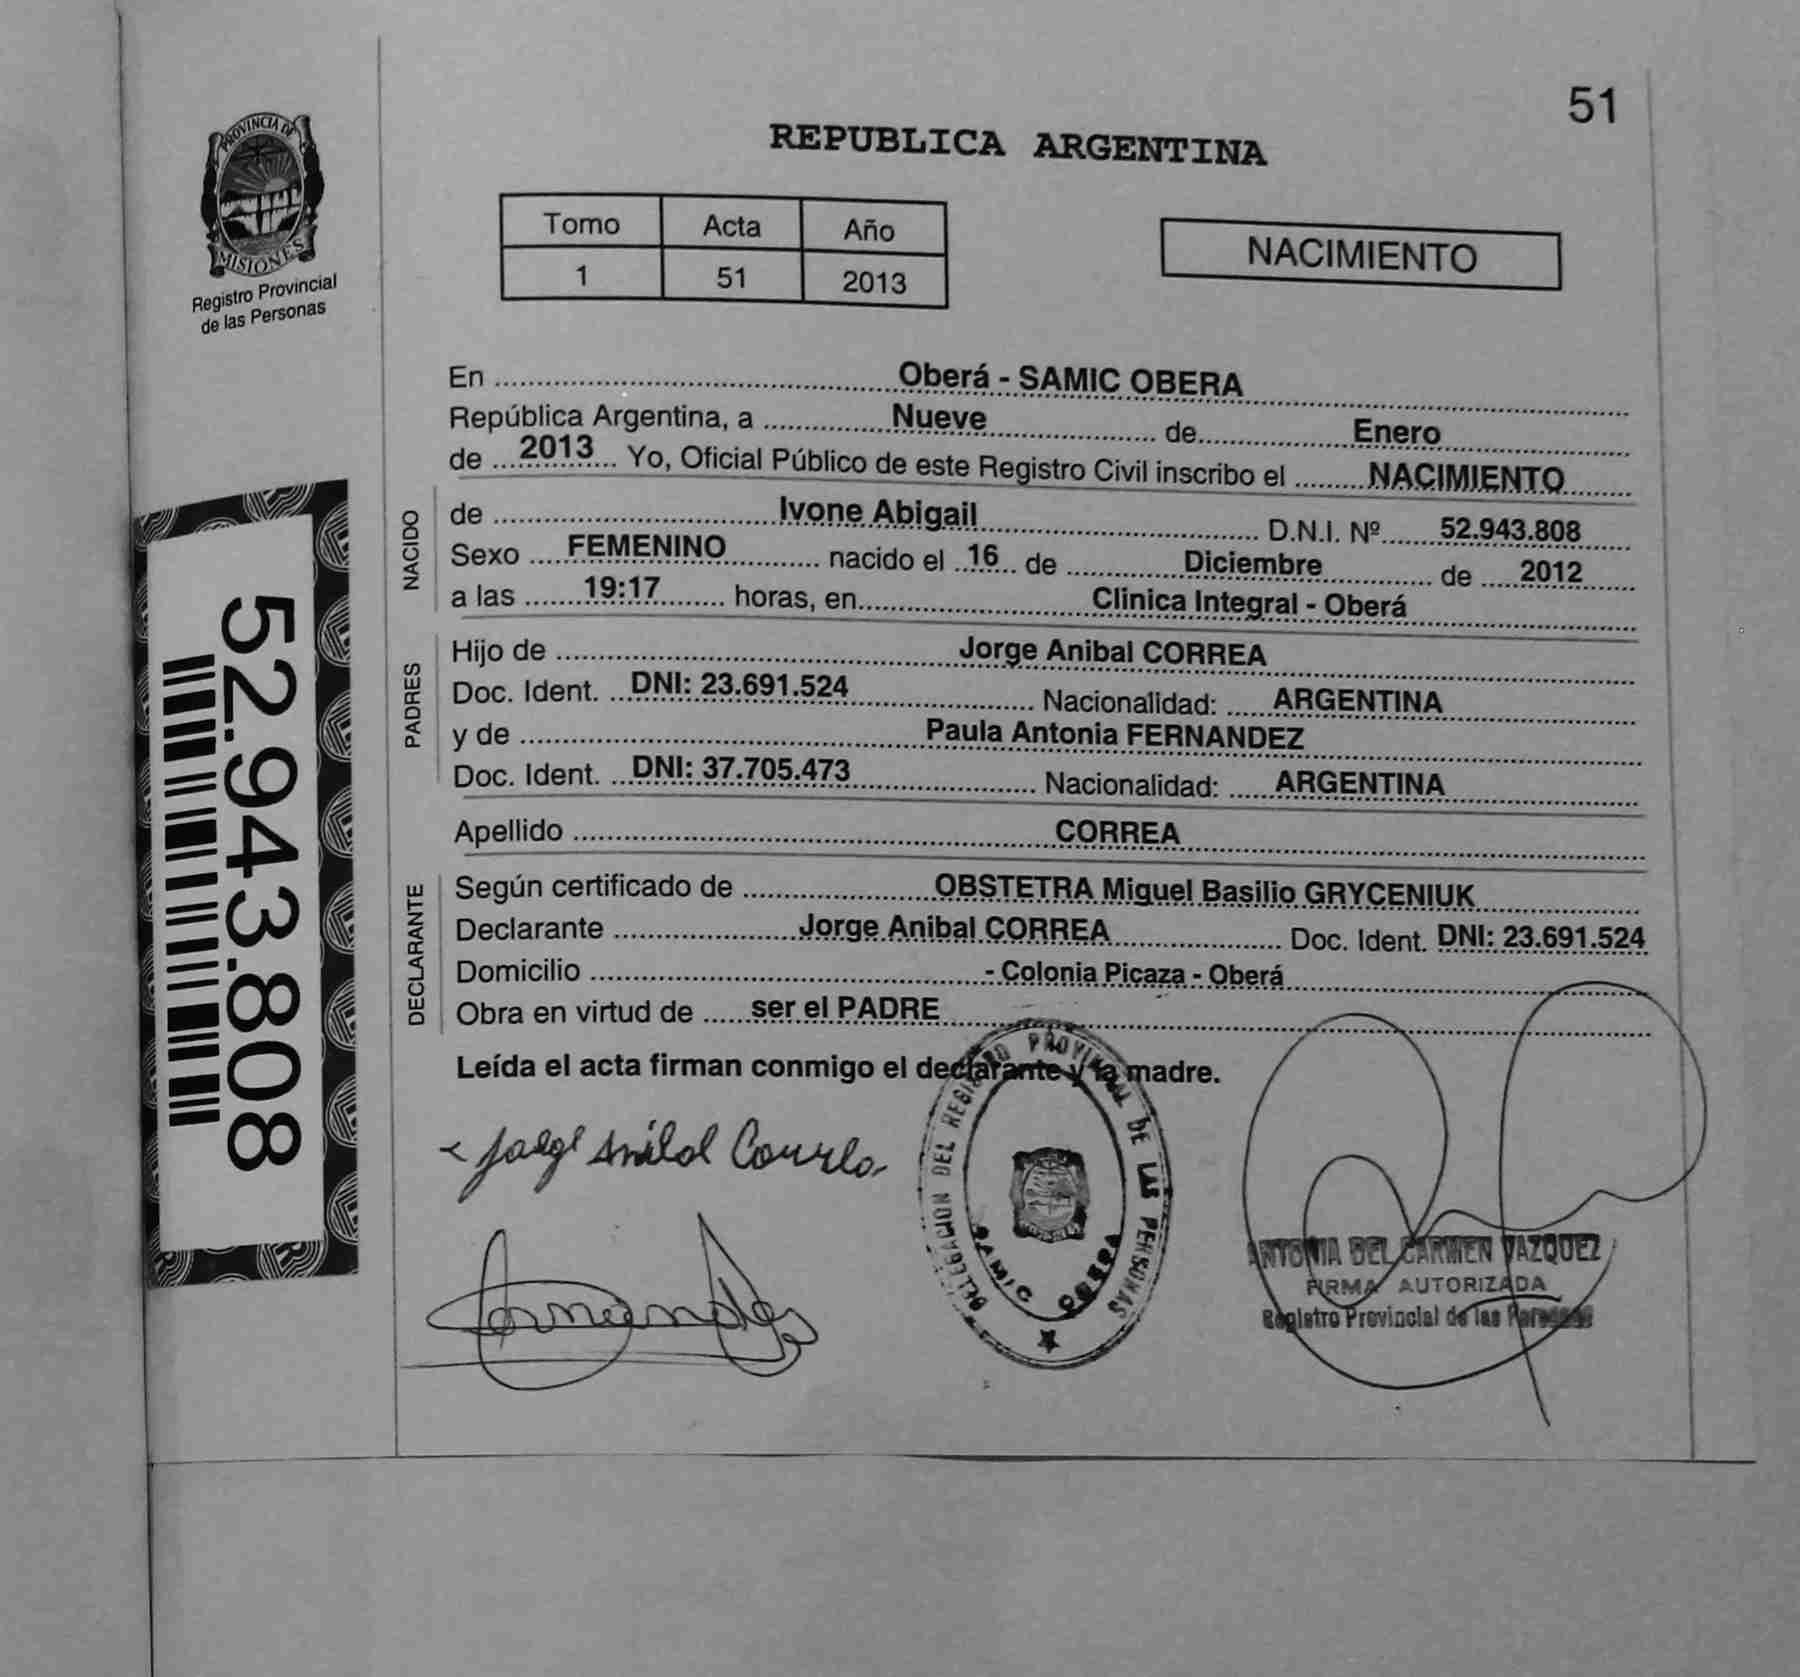 51
PROVINCIA DE
MISIONES
Registro Provincial
de las Personas
REPUBLICA ARGENTINA
Tomo Acta Año
1 51 2013
NACIMIENTO
En Oberá - SAMIC OBERA
República Argentina, a Nueve de Enero
de 2013 Yo, Oficial Público de este Registro Civil inscribo el NACIMIENTO
NACIDO
de Ivone Abigail D.N.I. Nº 52.943.808
Sexo FEMENINO nacido el 16 de Diciembre de 2012
a las 19:17 horas, en Clinica Integral - Oberá
PADRES
Hijo de Jorge Anibal CORREA
Doc. Ident. DNI: 23.691.524 Nacionalidad: ARGENTINA
y de Paula Antonia FERNANDEZ
Doc. Ident. DNI: 37.705.473 Nacionalidad: ARGENTINA
Apellido CORREA
DECLARANTE
Según certificado de OBSTETRA Miguel Basilio GRYCENIUK
Declarante Jorge Anibal CORREA Doc. Ident. DNI: 23.691.524
Domicilio - Colonia Picaza - Oberá
Obra en virtud de ser el PADRE
Leída el acta firman conmigo el declarante y la madre.
52.943.808
Jorge Anibal Correa
Fernandez
DELEGACION DEL REGISTRO PROVINCIAL DE LAS PERSONAS
SAMIC OBERA
ANTONIA DEL CARMEN VAZQUEZ
FIRMA AUTORIZADA
Registro Provincial de las Personas